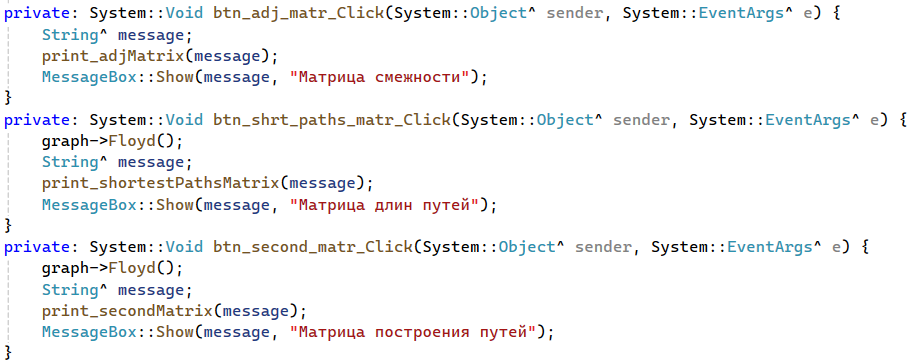 private: System::Void btn_adj_matr_Click(System::Object^ sender, System::EventArgs^ e) {
    String^ message;
    print_adjMatrix(message);
    MessageBox::Show(message, "Матрица смежности");
}
private: System::Void btn_shrt_paths_matr_Click(System::Object^ sender, System::EventArgs^ e) {
    graph->Floyd();
    String^ message;
    print_shortestPathsMatrix(message);
    MessageBox::Show(message, "Матрица длин путей");
}
private: System::Void btn_second_matr_Click(System::Object^ sender, System::EventArgs^ e) {
    graph->Floyd();
    String^ message;
    print_secondMatrix(message);
    MessageBox::Show(message, "Матрица построения путей");
}